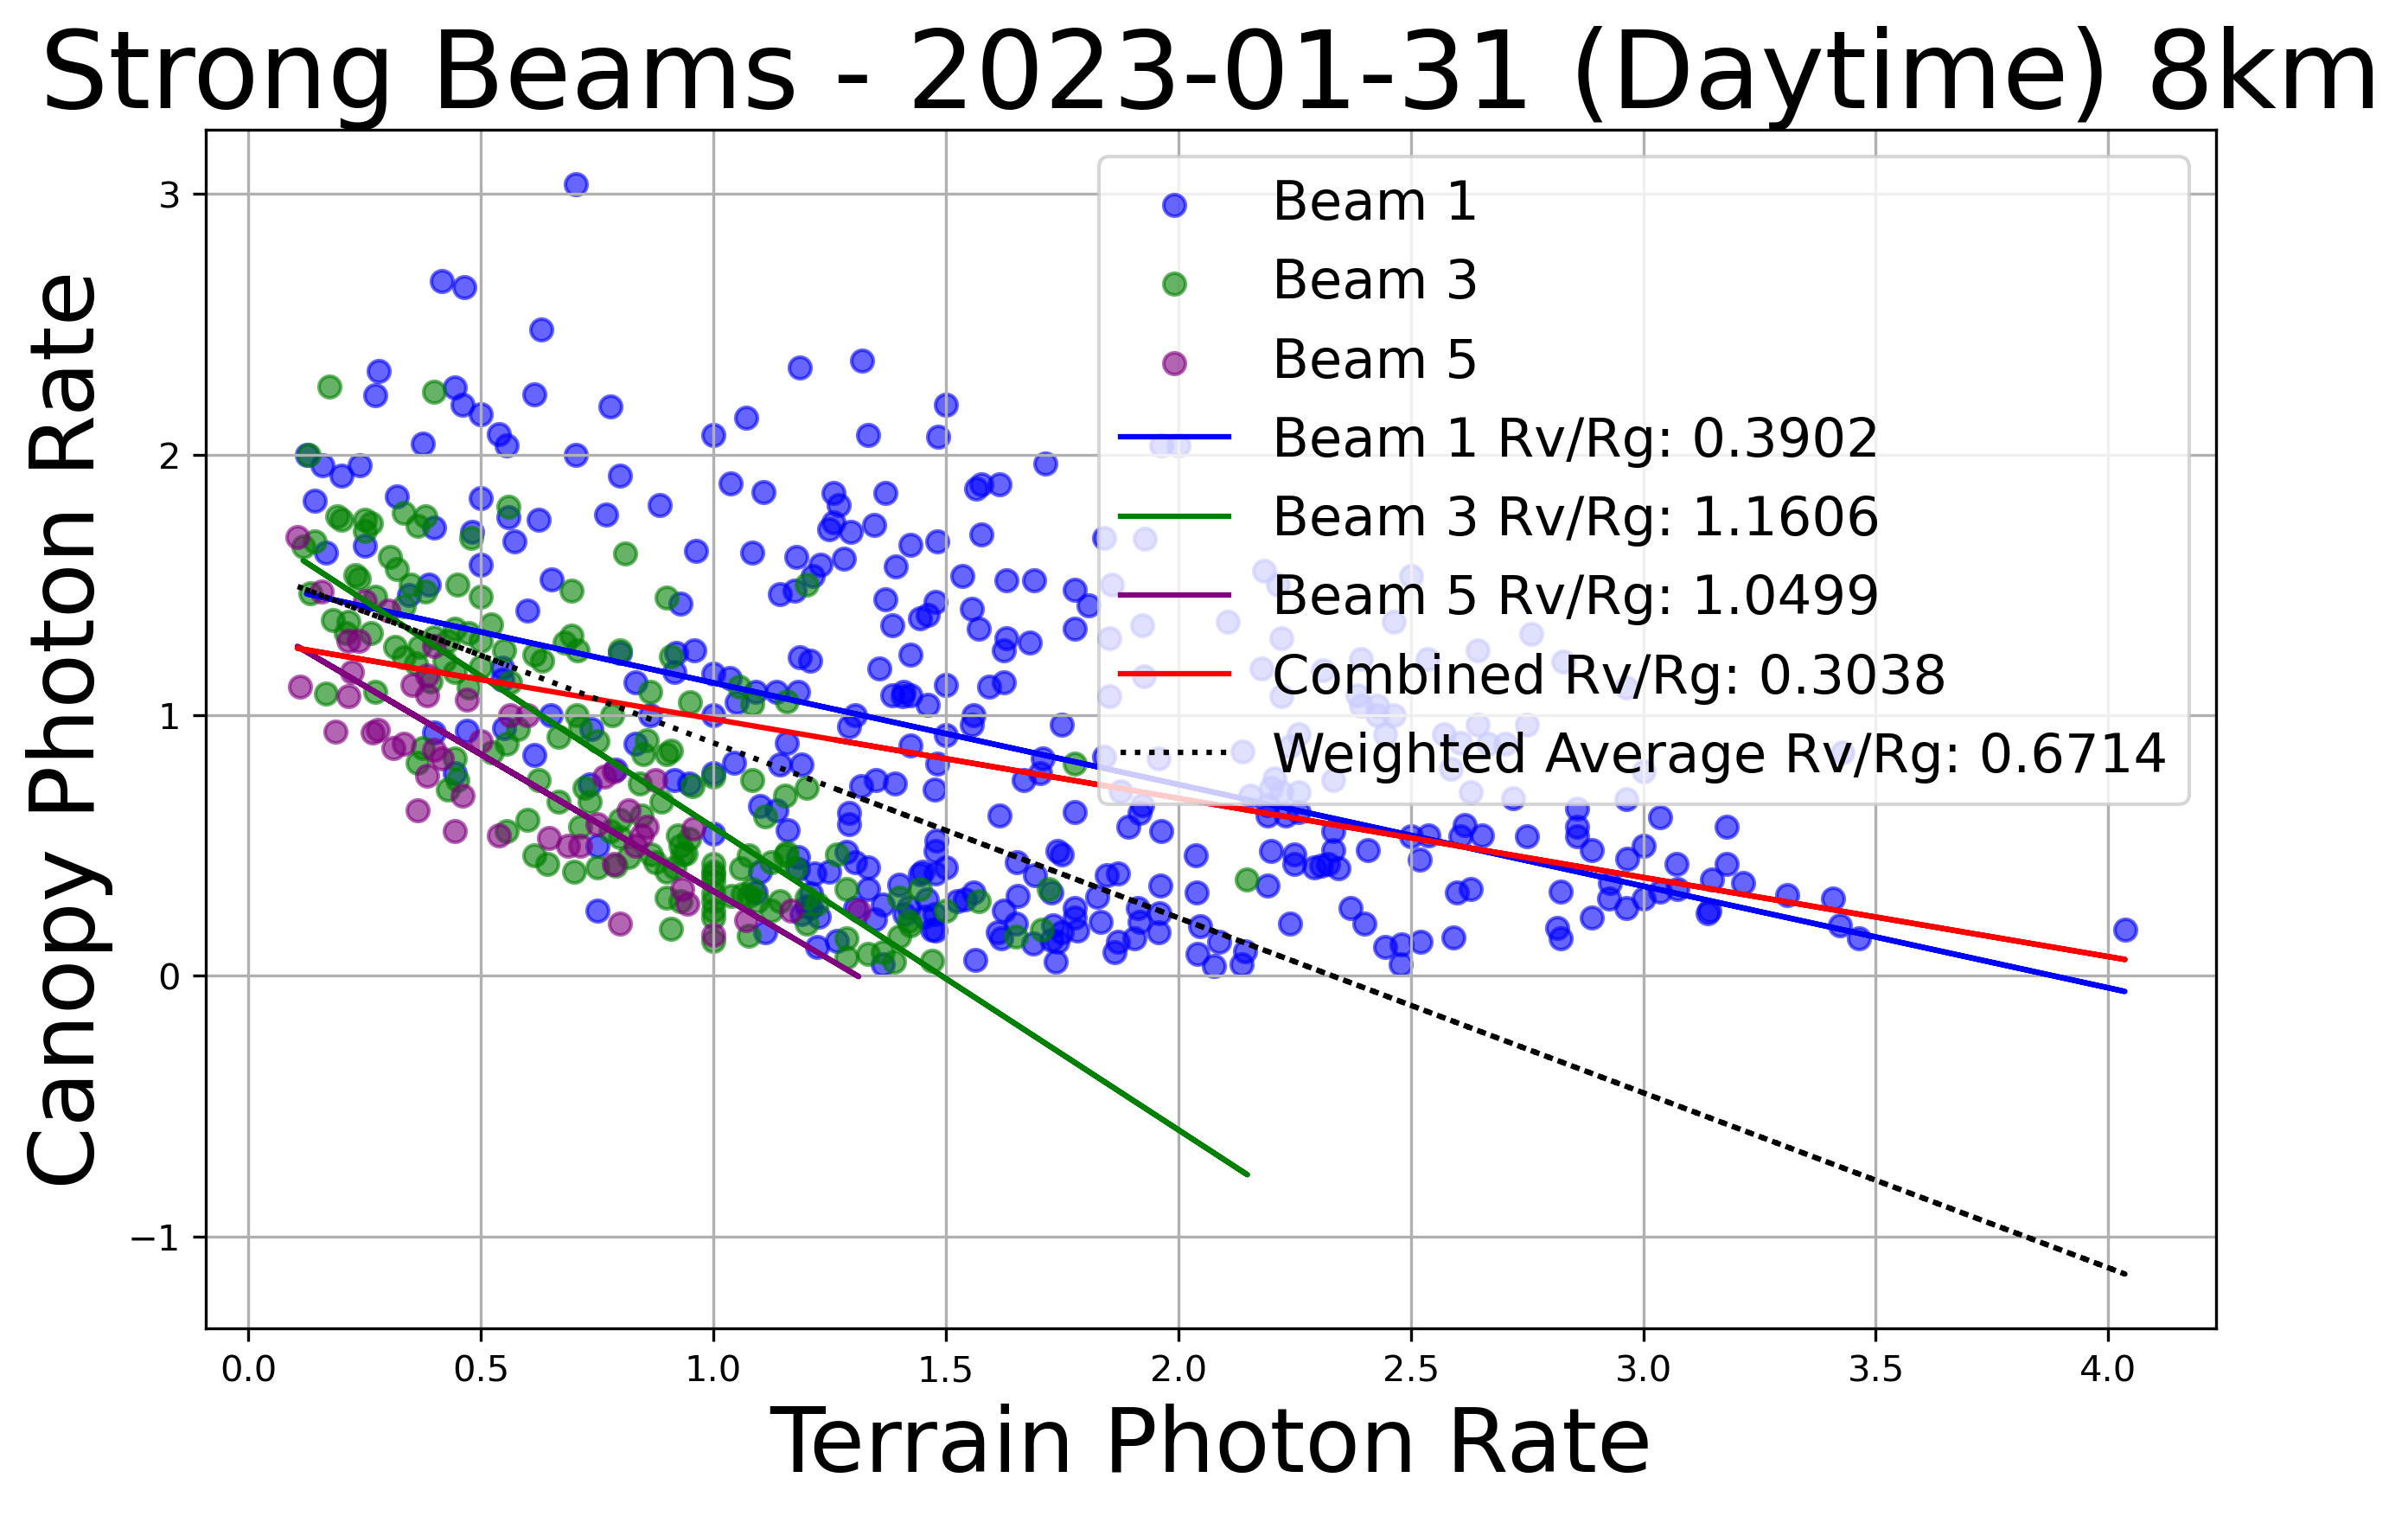 Strong Beams - 2023-01-31 (Daytime) 8km
Canopy Photon Rate
3
2
1
0
−1
Beam 1
Beam 3
Beam 5
Beam 1 Rv/Rg: 0.3902
Beam 3 Rv/Rg: 1.1606
Beam 5 Rv/Rg: 1.0499
Combined Rv/Rg: 0.3038
Weighted Average Rv/Rg: 0.6714
0.0 0.5 1.0 1.5 2.0 2.5 3.0 3.5 4.0
Terrain Photon Rate